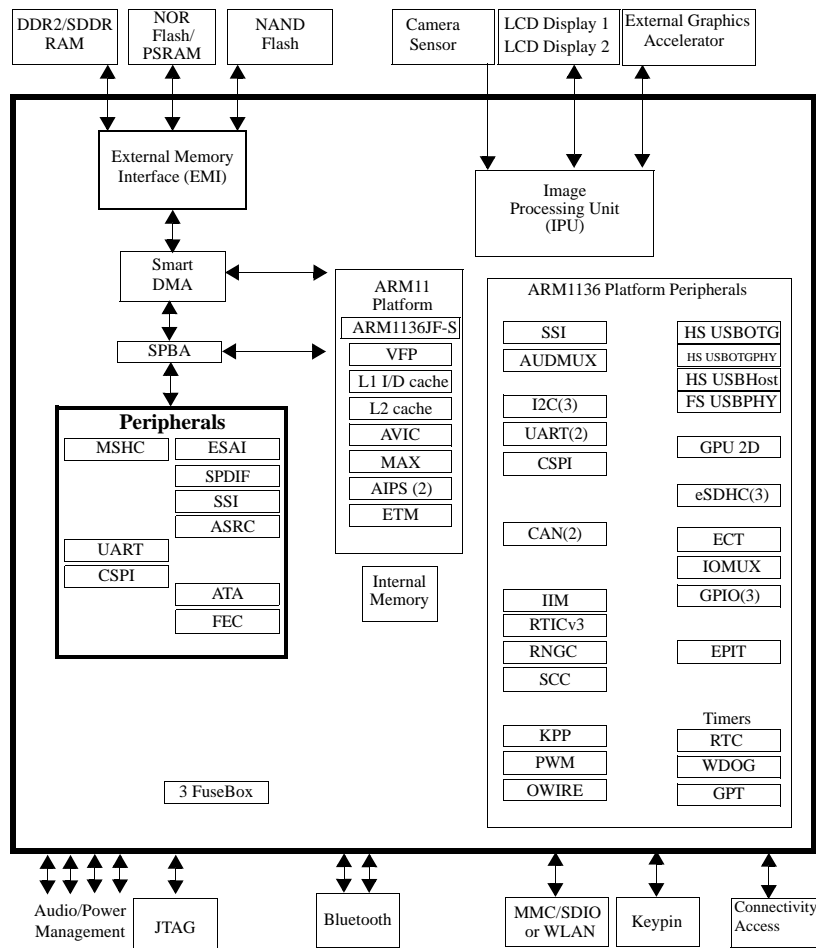 DDR2/SDDR
RAM
NOR
Flash/
PSRAM
NAND
Flash
Camera
Sensor
LCD Display 1
LCD Display 2
External Graphics
Accelerator
External Memory
Interface (EMI)
Image
Processing Unit
(IPU)
Smart
DMA
SPBA
ARM11
Platform
ARM1136JF-S
VFP
L1 I/D cache
L2 cache
AVIC
MAX
AIPS (2)
ETM
Internal
Memory
Peripherals
MSHC
ESAI
SPDIF
SSI
ASRC
UART
CSPI
ATA
FEC
3 FuseBox
ARM1136 Platform Peripherals
SSI
AUDMUX
I2C(3)
UART(2)
CSPI
CAN(2)
IIM
RTICv3
RNGC
SCC
KPP
PWM
OWIRE
HS USBOTG
HS USBOTGPHY
HS USBHost
FS USBPHY
GPU 2D
eSDHC(3)
ECT
IOMUX
GPIO(3)
EPIT
Timers
RTC
WDOG
GPT
Audio/Power
Management
JTAG
Bluetooth
MMC/SDIO
or WLAN
Keypin
Connectivity
Access